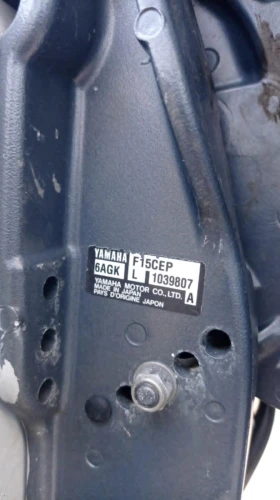 YAMAHA F15CEP
6AGK L 1039807
YAMAHA MOTOR CO., LTD.
MADE IN JAPAN
PAYS D'ORIGINE JAPON A